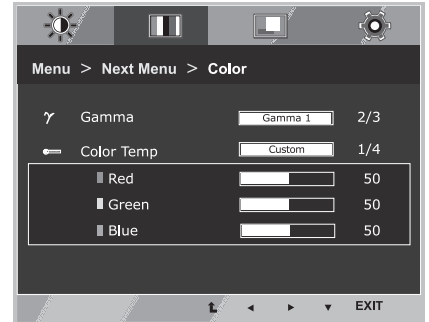 Menu > Next Menu > Color
γ Gamma Gamma 1 2/3
Color Temp Custom 1/4
Red 50
Green 50
Blue 50
EXIT